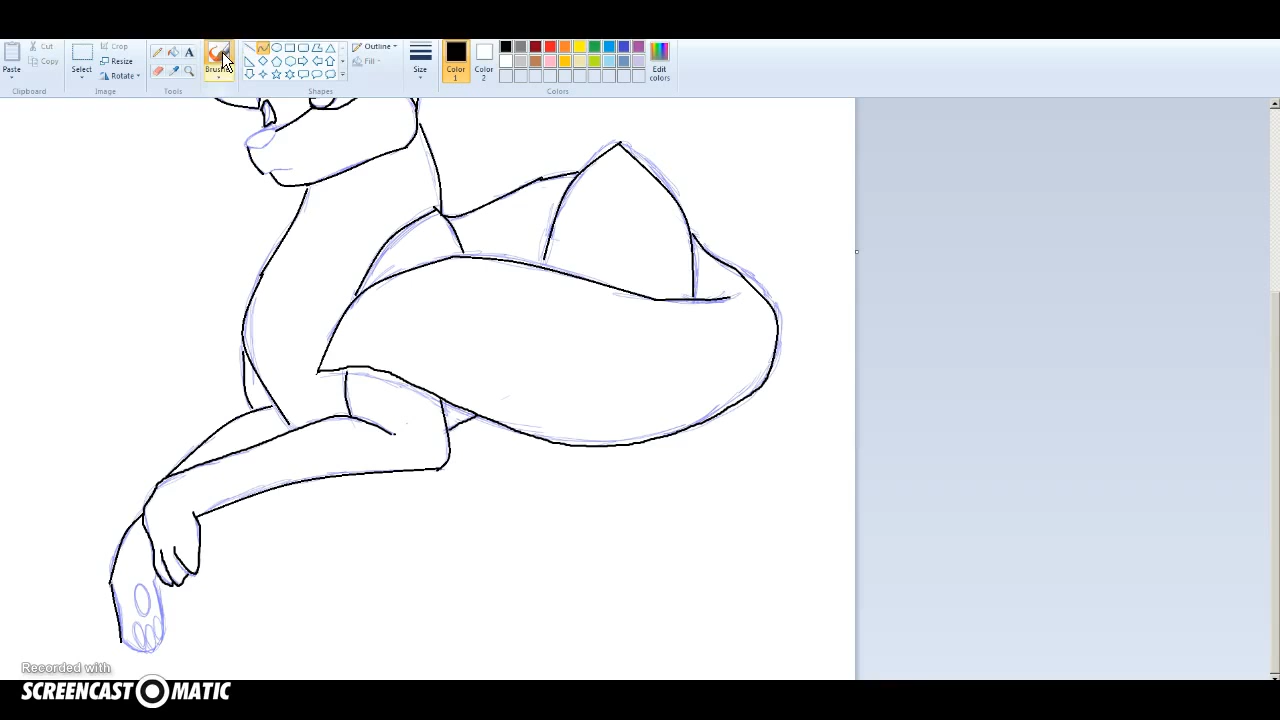 Cut
Crop
Copy
Resize
Rotate
A
Outline
Fill
Paste
Select
Brushes
Size
Color 1
Color 2
Edit colors
Clipboard
Image
Tools
Shapes
Colors
Recorded with
SCREENCAST MATIC